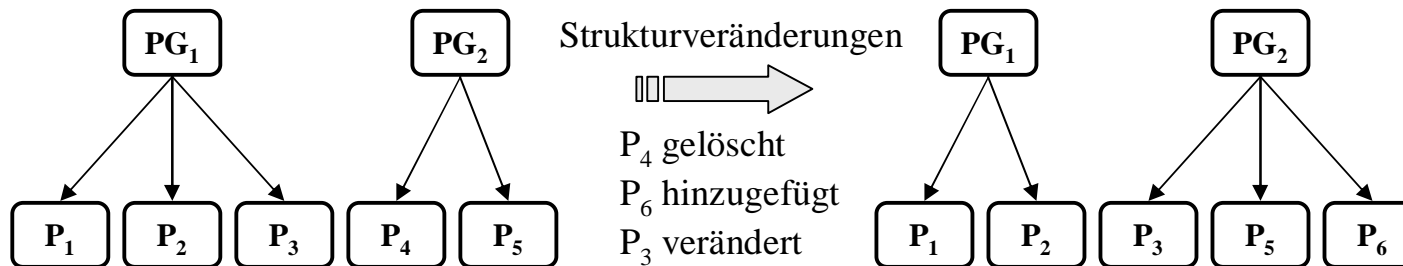 PG₁ PG₂ Strukturveränderungen PG₁ PG₂
P₄ gelöscht
P₆ hinzugefügt
P₁ P₂ P₃ P₄ P₅ P₃ verändert P₁ P₂ P₃ P₅ P₆